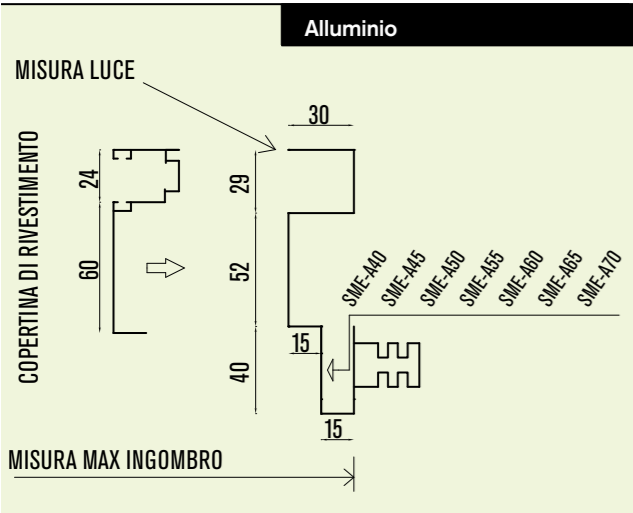 Alluminio
MISURA LUCE
COPERTINA DI RIVESTIMENTO
30
24
29
60
52
SME-A40
SME-A45
SME-A50
SME-A55
SME-A60
SME-A65
SME-A70
15
40
15
MISURA MAX INGOMBRO